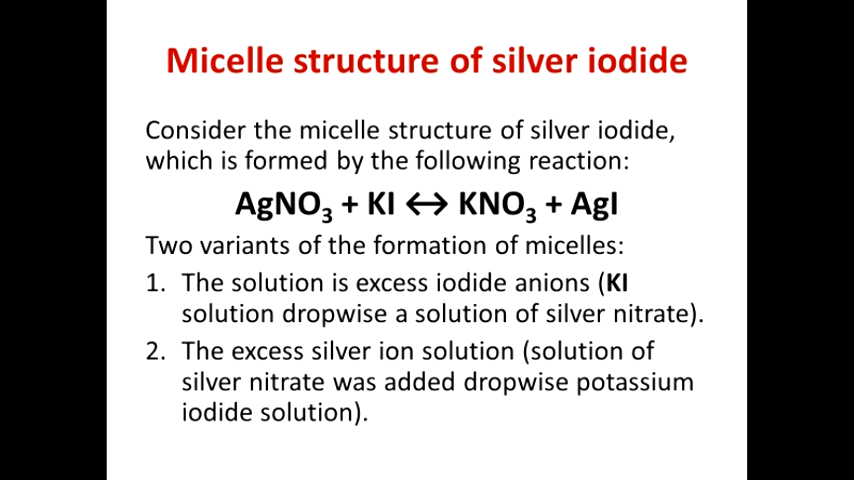 Micelle structure of silver iodide
Consider the micelle structure of silver iodide,
which is formed by the following reaction:
AgNO₃ + KI ↔ KNO₃ + AgI
Two variants of the formation of micelles:
1. The solution is excess iodide anions (KI
solution dropwise a solution of silver nitrate).
2. The excess silver ion solution (solution of
silver nitrate was added dropwise potassium
iodide solution).